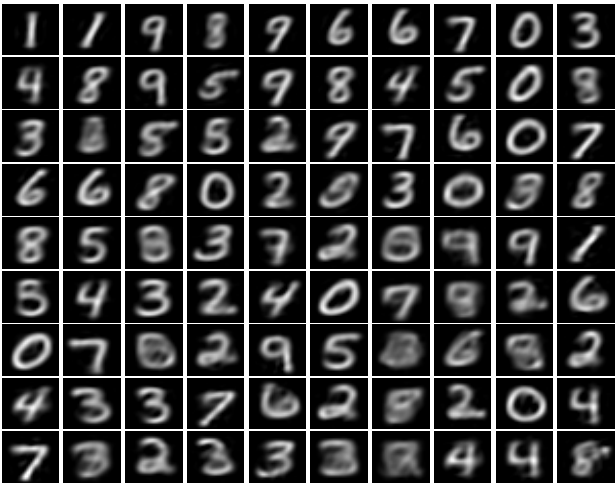 1 1 9 8 9 6 6 7 0 3
4 8 9 5 9 8 4 5 0 8
3 5 5 2 9 7 6 0 7
6 6 8 0 2 3 0 8
8 5 3 7 2 9 9 1
5 4 3 2 4 0 7 2 6
0 7 2 9 5 6 2
4 3 3 7 6 2 2 0 4
7 3 2 3 3 3 4 4 8